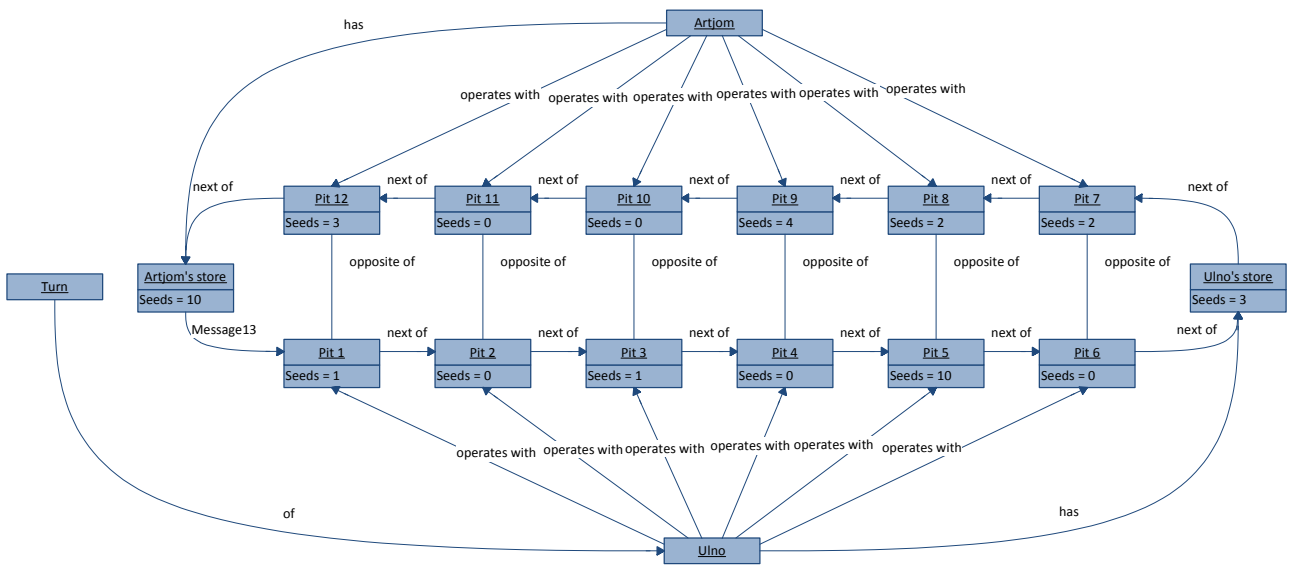 Artjom
has
operates with
operates with
operates with
operates with
operates with
operates with
next of
Pit 12
Seeds = 3
next of
Pit 11
Seeds = 0
next of
Pit 10
Seeds = 0
next of
Pit 9
Seeds = 4
next of
Pit 8
Seeds = 2
next of
Pit 7
Seeds = 2
next of
opposite of
opposite of
opposite of
opposite of
opposite of
opposite of
Turn
Artjom's store
Seeds = 10
Ulno's store
Seeds = 3
Message13
Pit 1
Seeds = 1
next of
Pit 2
Seeds = 0
next of
Pit 3
Seeds = 1
next of
Pit 4
Seeds = 0
next of
Pit 5
Seeds = 10
next of
Pit 6
Seeds = 0
next of
operates with
operates with
operates with
operates with
operates with
operates with
of
has
Ulno